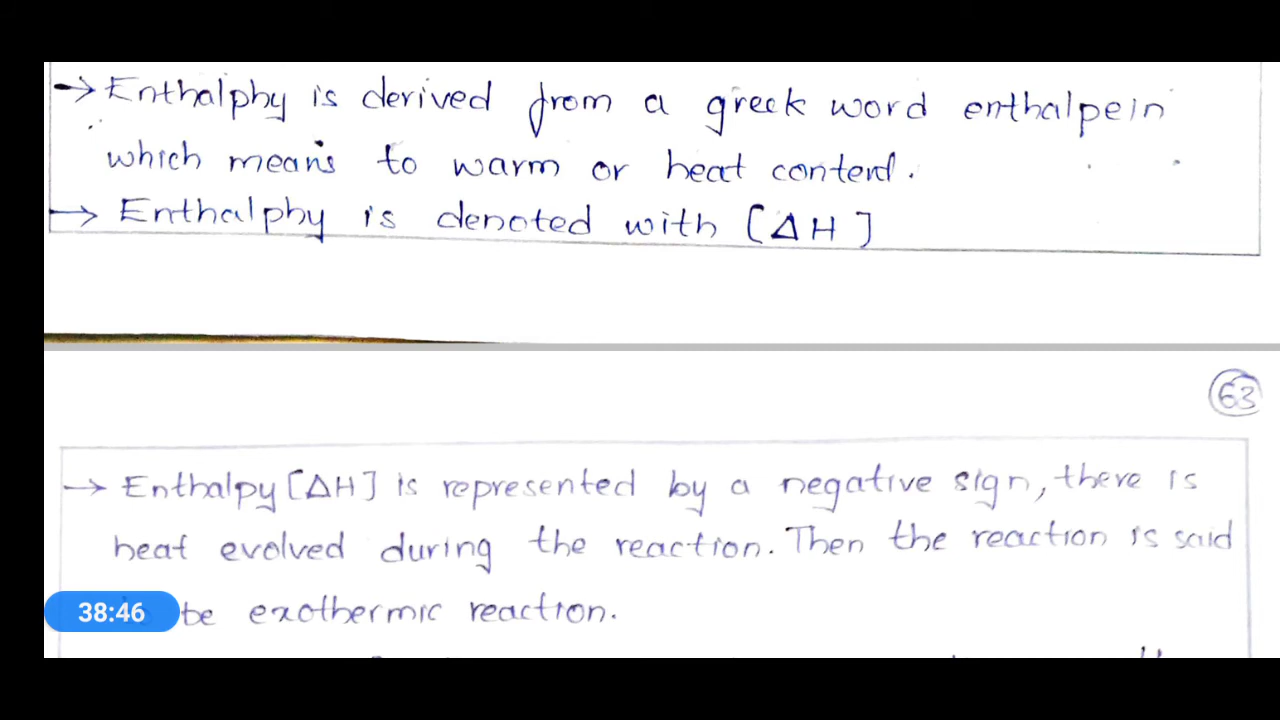 → Enthalphy is derived from a greek word enthalpein
which means to warm or heat contend.
→ Enthalphy is denoted with [ΔH]
63
→ Enthalpy [ΔH] is represented by a negative sign, there is
heat evolved during the reaction. Then the reaction is said
be exothermic reaction.
38:46